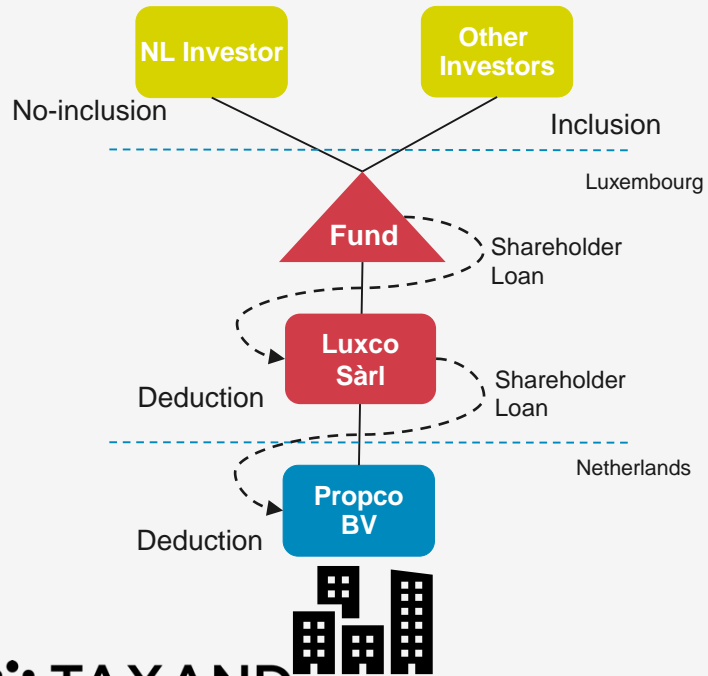 NL Investor
Other
Investors
No-inclusion
Inclusion
Luxembourg
Fund
Shareholder
Loan
Luxco
Sàrl
Deduction
Shareholder
Loan
Netherlands
Propco
BV
Deduction
TAXAND